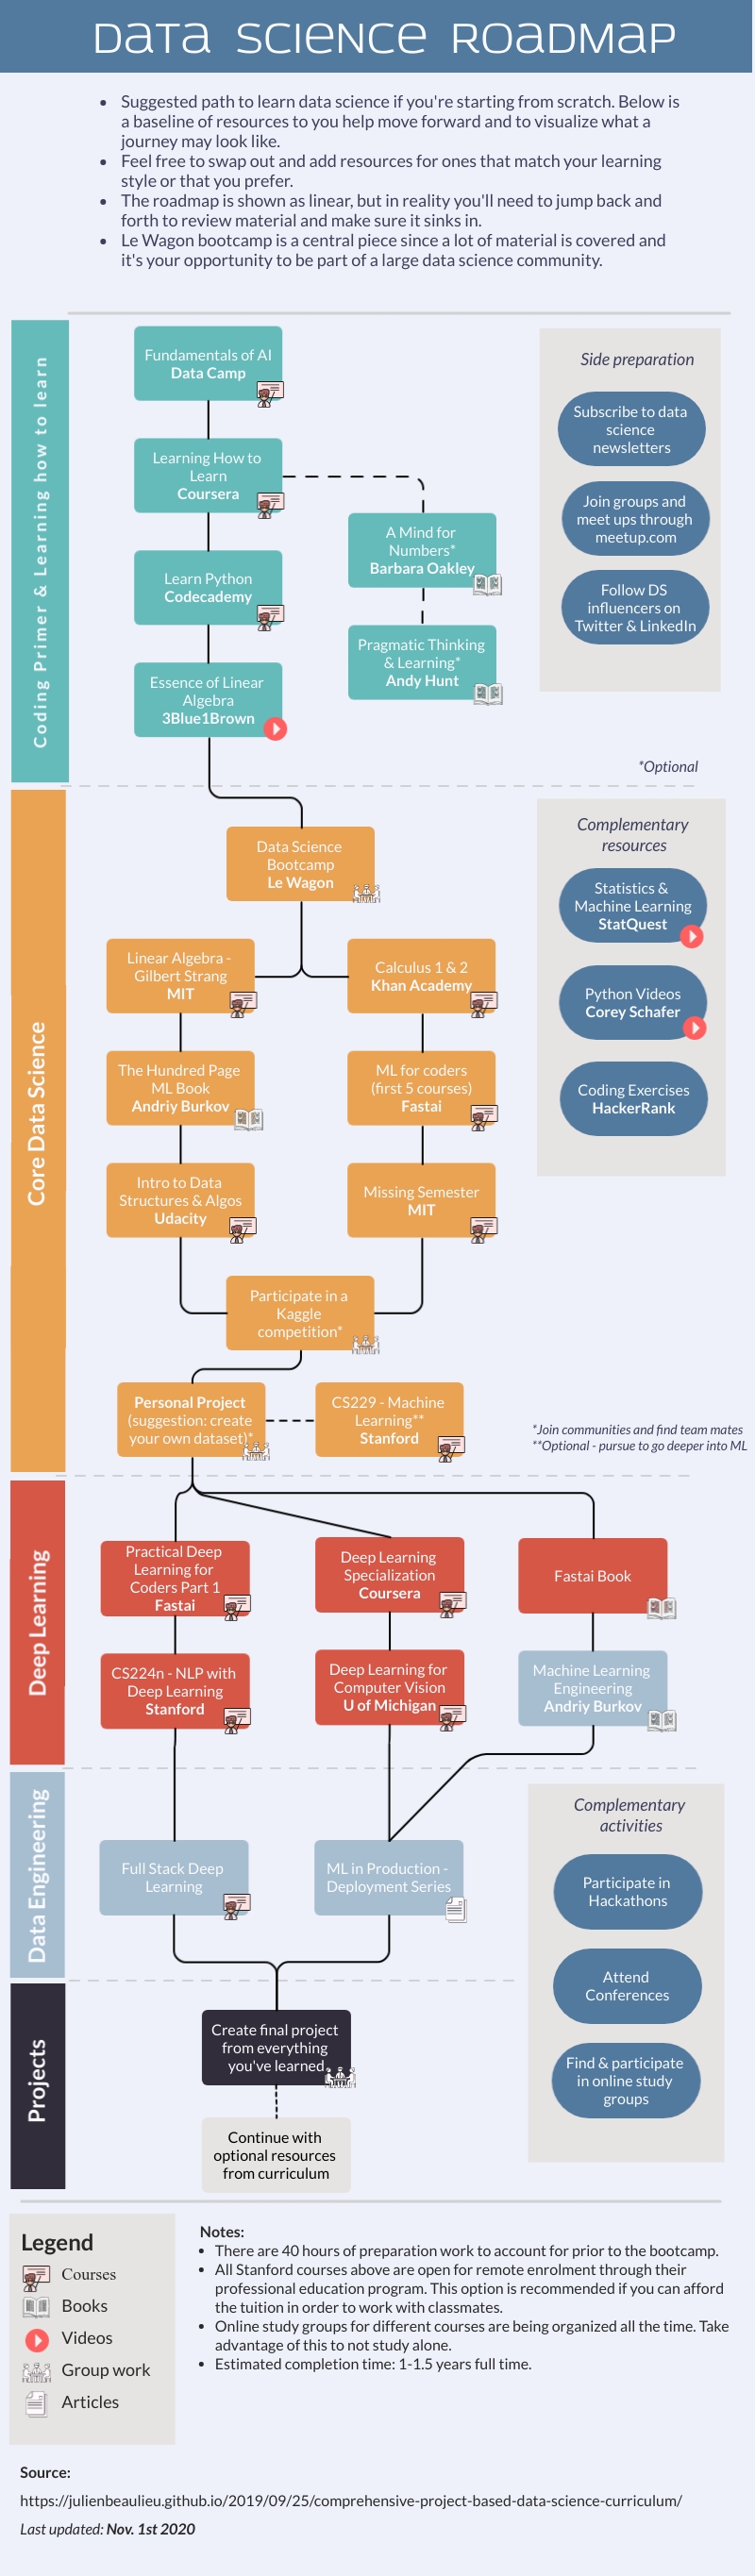 Data Science Roadmap
• Suggested path to learn data science if you're starting from scratch. Below is
a baseline of resources to you help move forward and to visualize what a
journey may look like.
• Feel free to swap out and add resources for ones that match your learning
style or that you prefer.
• The roadmap is shown as linear, but in reality you'll need to jump back and
forth to review material and make sure it sinks in.
• Le Wagon bootcamp is a central piece since a lot of material is covered and
it's your opportunity to be part of a large data science community.
Coding Primer & Learning how to learn
Fundamentals of AI
Data Camp
Learning How to
Learn
Coursera
A Mind for
Numbers*
Barbara Oakley
Learn Python
Codecademy
Pragmatic Thinking
& Learning*
Andy Hunt
Essence of Linear
Algebra
3Blue1Brown
Side preparation
Subscribe to data
science
newsletters
Join groups and
meet ups through
meetup.com
Follow DS
influencers on
Twitter & LinkedIn
*Optional
Core Data Science
Data Science
Bootcamp
Le Wagon
Linear Algebra -
Gilbert Strang
MIT
Calculus 1 & 2
Khan Academy
The Hundred Page
ML Book
Andriy Burkov
ML for coders
(first 5 courses)
Fastai
Intro to Data
Structures & Algos
Udacity
Missing Semester
MIT
Participate in a
Kaggle
competition*
Personal Project
(suggestion: create
your own dataset)*
CS229 - Machine
Learning**
Stanford
Complementary
resources
Statistics &
Machine Learning
StatQuest
Python Videos
Corey Schafer
Coding Exercises
HackerRank
*Join communities and find team mates
**Optional - pursue to go deeper into ML
Deep Learning
Practical Deep
Learning for
Coders Part 1
Fastai
Deep Learning
Specialization
Coursera
Fastai Book
CS224n - NLP with
Deep Learning
Stanford
Deep Learning for
Computer Vision
U of Michigan
Machine Learning
Engineering
Andriy Burkov
Data Engineering
Full Stack Deep
Learning
ML in Production -
Deployment Series
Complementary
activities
Participate in
Hackathons
Attend
Conferences
Find & participate
in online study
groups
Projects
Create final project
from everything
you've learned
Continue with
optional resources
from curriculum
Legend
Courses
Books
Videos
Group work
Articles
Notes:
• There are 40 hours of preparation work to account for prior to the bootcamp.
• All Stanford courses above are open for remote enrolment through their
professional education program. This option is recommended if you can afford
the tuition in order to work with classmates.
• Online study groups for different courses are being organized all the time. Take
advantage of this to not study alone.
• Estimated completion time: 1-1.5 years full time.
Source:
https://julienbeaulieu.github.io/2019/09/25/comprehensive-project-based-data-science-curriculum/
Last updated: Nov. 1st 2020